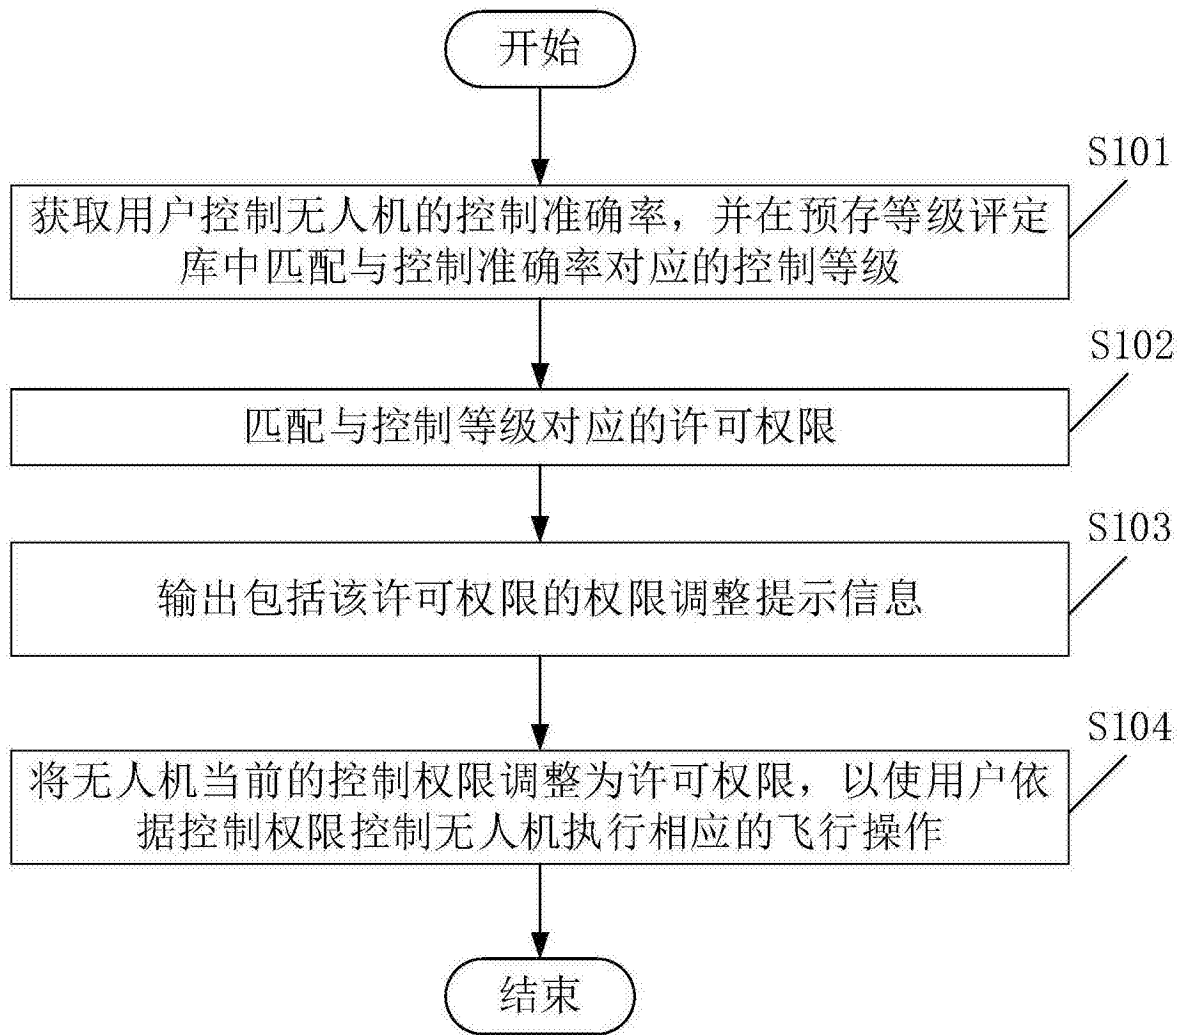 开始
S101
获取用户控制无人机的控制准确率，并在预存等级评定
库中匹配与控制准确率对应的控制等级
S102
匹配与控制等级对应的许可权限
S103
输出包括该许可权限的权限调整提示信息
S104
将无人机当前的控制权限调整为许可权限，以使用户依
据控制权限控制无人机执行相应的飞行操作
结束